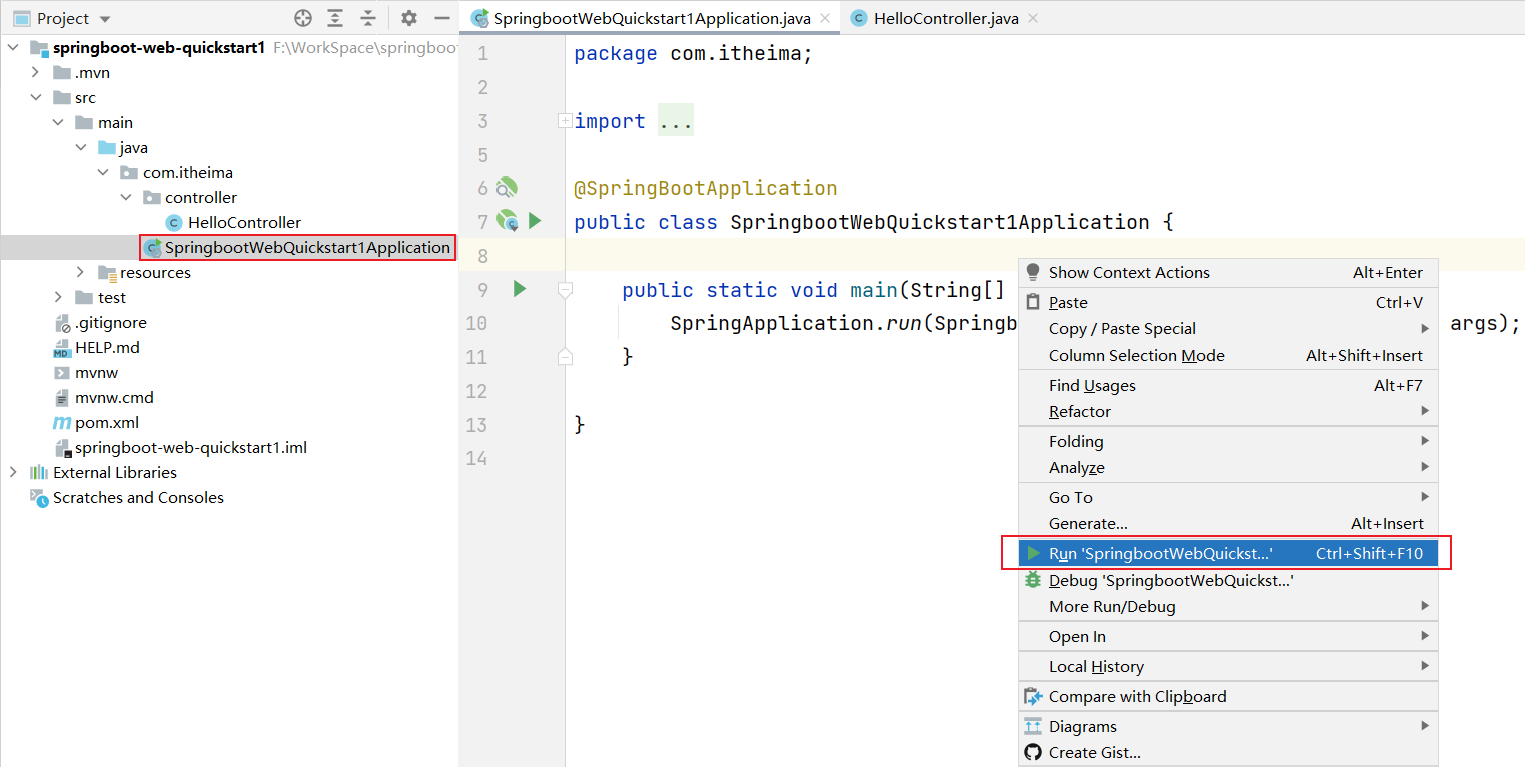 Project
springboot-web-quickstart1 F:\WorkSpace\springboo
.mvn
src
main
java
com.itheima
controller
HelloController
SpringbootWebQuickstart1Application
resources
test
.gitignore
HELP.md
mvnw
mvnw.cmd
pom.xml
springboot-web-quickstart1.iml
External Libraries
Scratches and Consoles
SpringbootWebQuickstart1Application.java
HelloController.java
1 package com.itheima;
2
3 import ...
5
6 @SpringBootApplication
7 public class SpringbootWebQuickstart1Application {
8
9 public static void main(String[]
10 SpringApplication.run(Springb args);
11 }
12
13 }
14
Show Context Actions Alt+Enter
Paste Ctrl+V
Copy / Paste Special
Column Selection Mode Alt+Shift+Insert
Find Usages Alt+F7
Refactor
Folding
Analyze
Go To
Generate... Alt+Insert
Run 'SpringbootWebQuickst...' Ctrl+Shift+F10
Debug 'SpringbootWebQuickst...'
More Run/Debug
Open In
Local History
Compare with Clipboard
Diagrams
Create Gist...